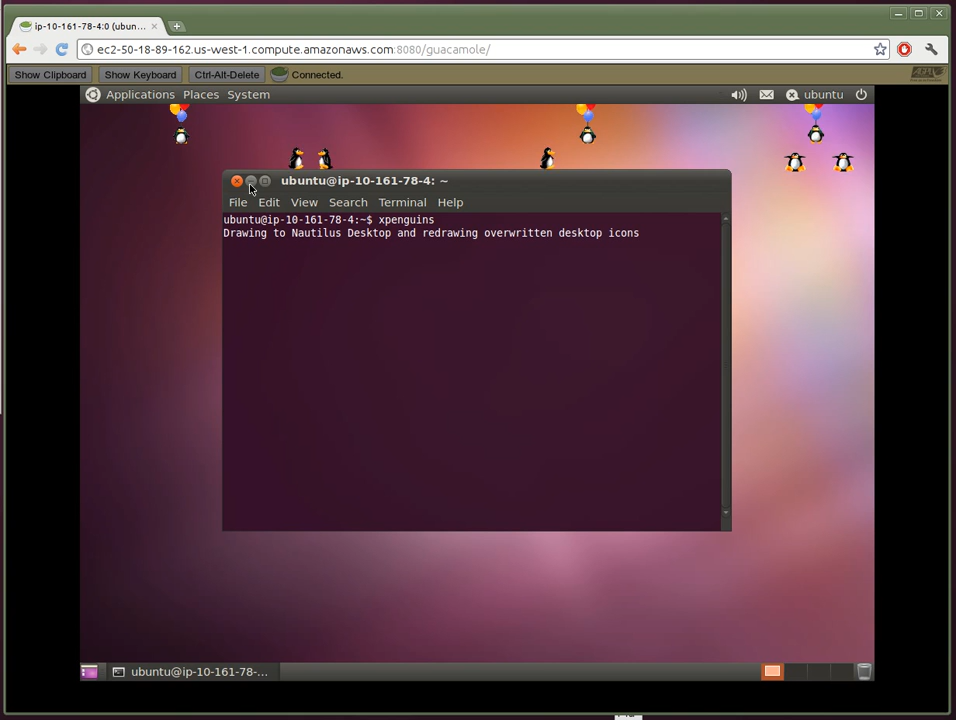 ip-10-161-78-4:0 (ubun...
ec2-50-18-89-162.us-west-1.compute.amazonaws.com:8080/guacamole/
Show Clipboard Show Keyboard Ctrl-Alt-Delete Connected.
Applications Places System ubuntu
ubuntu@ip-10-161-78-4: ~
File Edit View Search Terminal Help
ubuntu@ip-10-161-78-4:~$ xpenguins
Drawing to Nautilus Desktop and redrawing overwritten desktop icons
ubuntu@ip-10-161-78-...